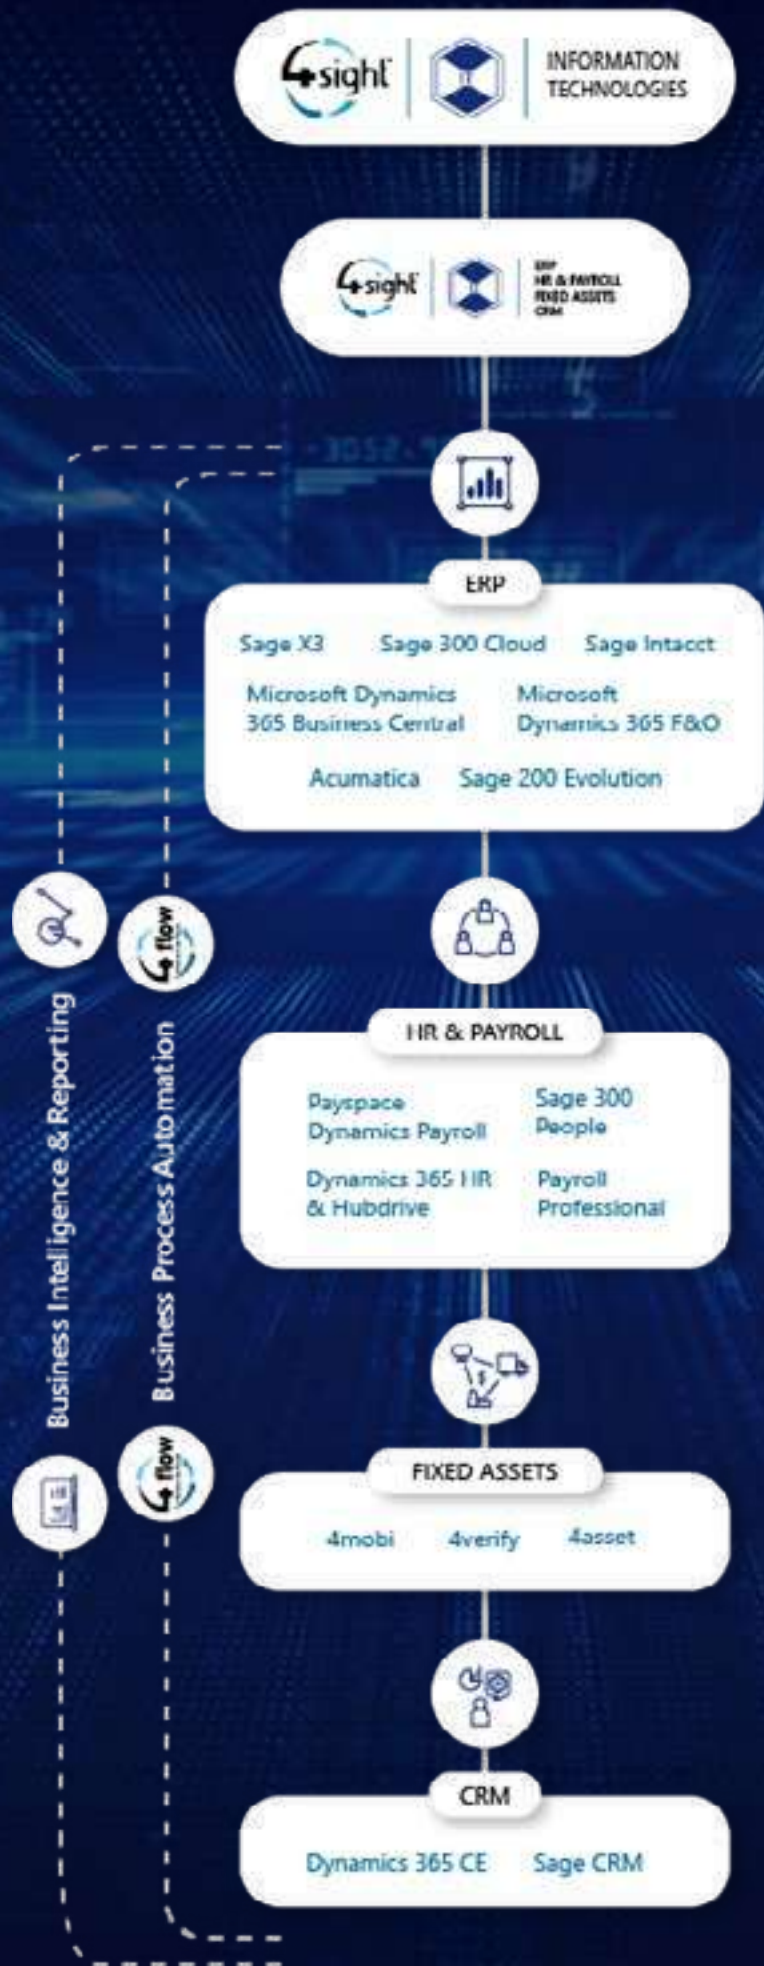 4sight
INFORMATION
TECHNOLOGIES
4sight
ERP
HR & PAYROLL
FIXED ASSETS
CRM
ERP
Sage X3
Sage 300 Cloud
Sage Intacct
Microsoft Dynamics
365 Business Central
Microsoft
Dynamics 365 F&O
Acumatica
Sage 200 Evolution
HR & PAYROLL
Payspace
Dynamics Payroll
Sage 300
People
Dynamics 365 HR
& Hubdrive
Payroll
Professional
FIXED ASSETS
4mobi
4verify
4asset
CRM
Dynamics 365 CE
Sage CRM
4flow
Business Process Automation
4flow
Business Intelligence & Reporting